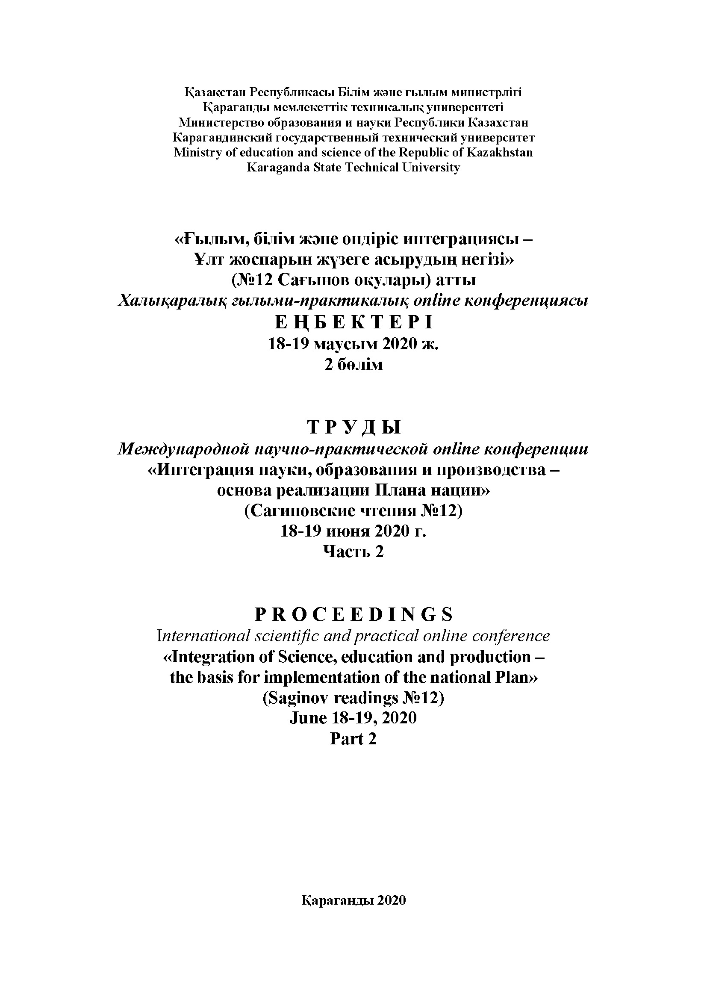 Қазақстан Республикасы Білім және ғылым министрлігі
Қарағанды мемлекеттік техникалық университеті
Министерство образования и науки Республики Казахстан
Карагандинский государственный технический университет
Ministry of education and science of the Republic of Kazakhstan
Karaganda State Technical University
«Ғылым, білім және өндіріс интеграциясы –
Ұлт жоспарын жүзеге асырудың негізі»
(№12 Сағынов оқулары) атты
Халықаралық ғылыми-практикалық online конференциясы
Е Ң Б Е К Т Е Р І
18-19 маусым 2020 ж.
2 бөлім
Т Р У Д Ы
Международной научно-практической online конференции
«Интеграция науки, образования и производства –
основа реализации Плана нации»
(Сагиновские чтения №12)
18-19 июня 2020 г.
Часть 2
P R O C E E D I N G S
International scientific and practical online conference
«Integration of Science, education and production –
the basis for implementation of the national Plan»
(Saginov readings №12)
June 18-19, 2020
Part 2
Қарағанды 2020